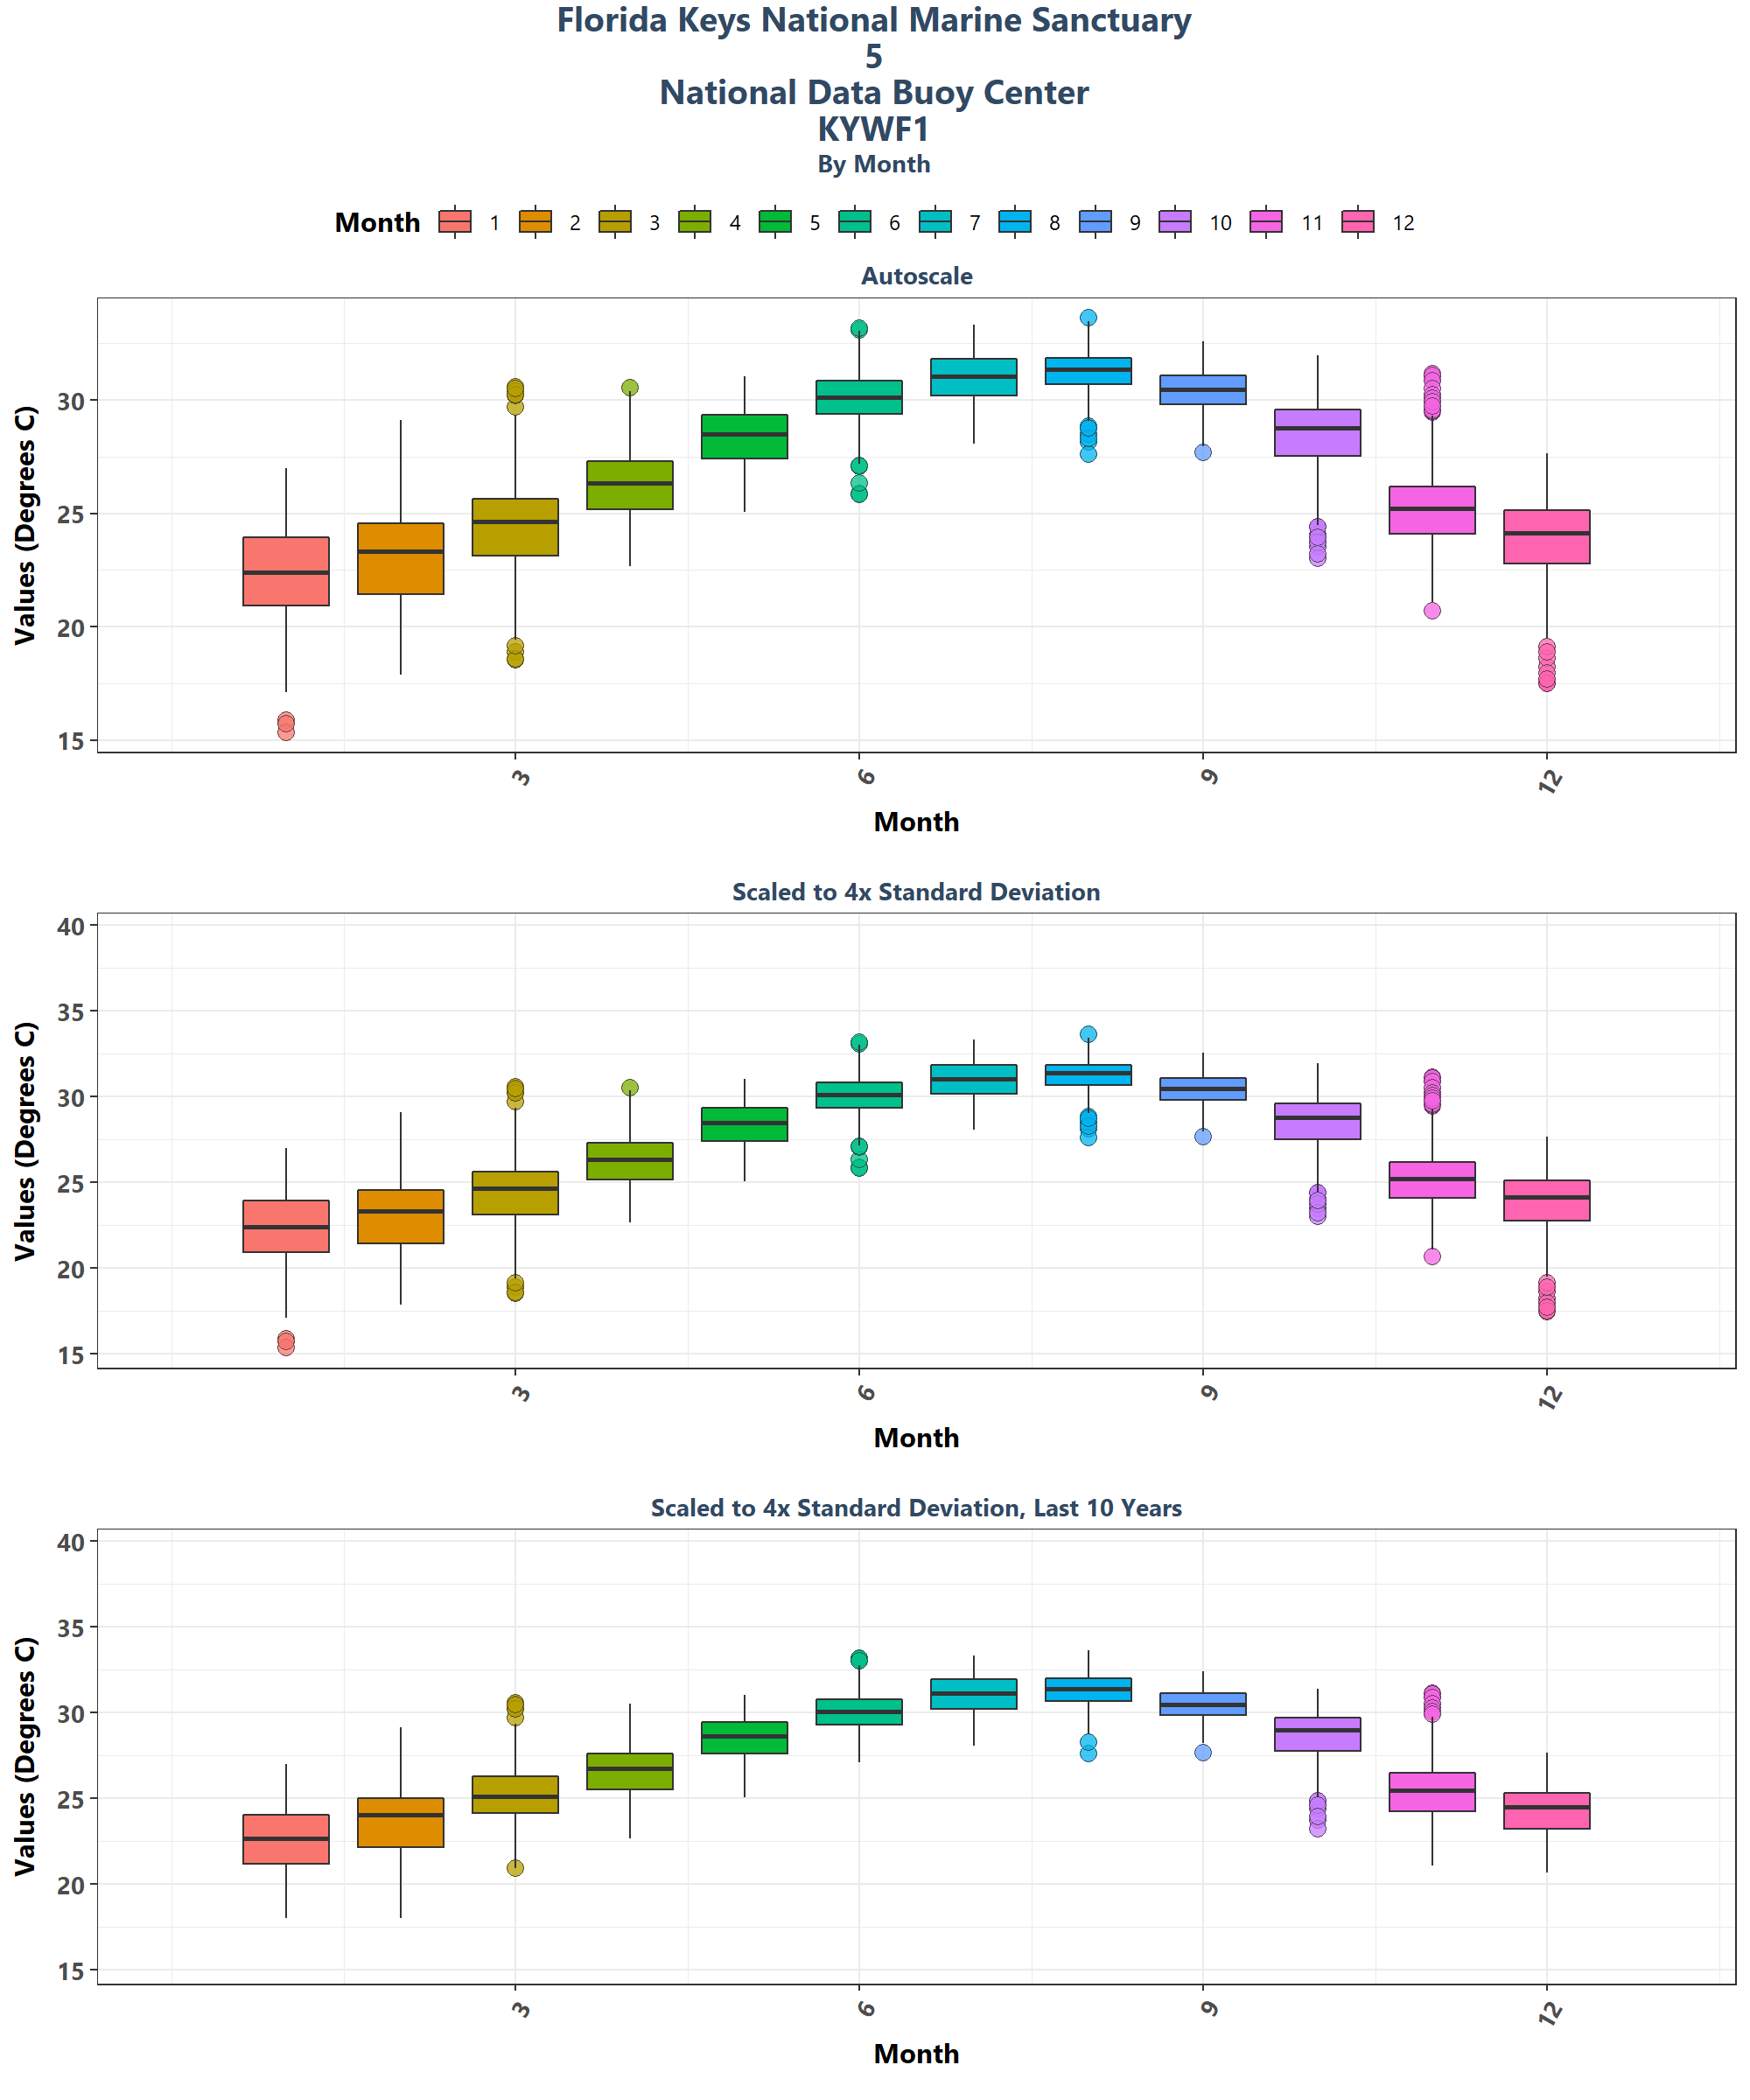 Florida Keys National Marine Sanctuary
5
National Data Buoy Center
KYWF1
By Month
Month 1 2 3 4 5 6 7 8 9 10 11 12
Autoscale
Values (Degrees C)
30
25
20
15
3 6 9 12
Month
Scaled to 4x Standard Deviation
Values (Degrees C)
40
35
30
25
20
15
3 6 9 12
Month
Scaled to 4x Standard Deviation, Last 10 Years
Values (Degrees C)
40
35
30
25
20
15
3 6 9 12
Month